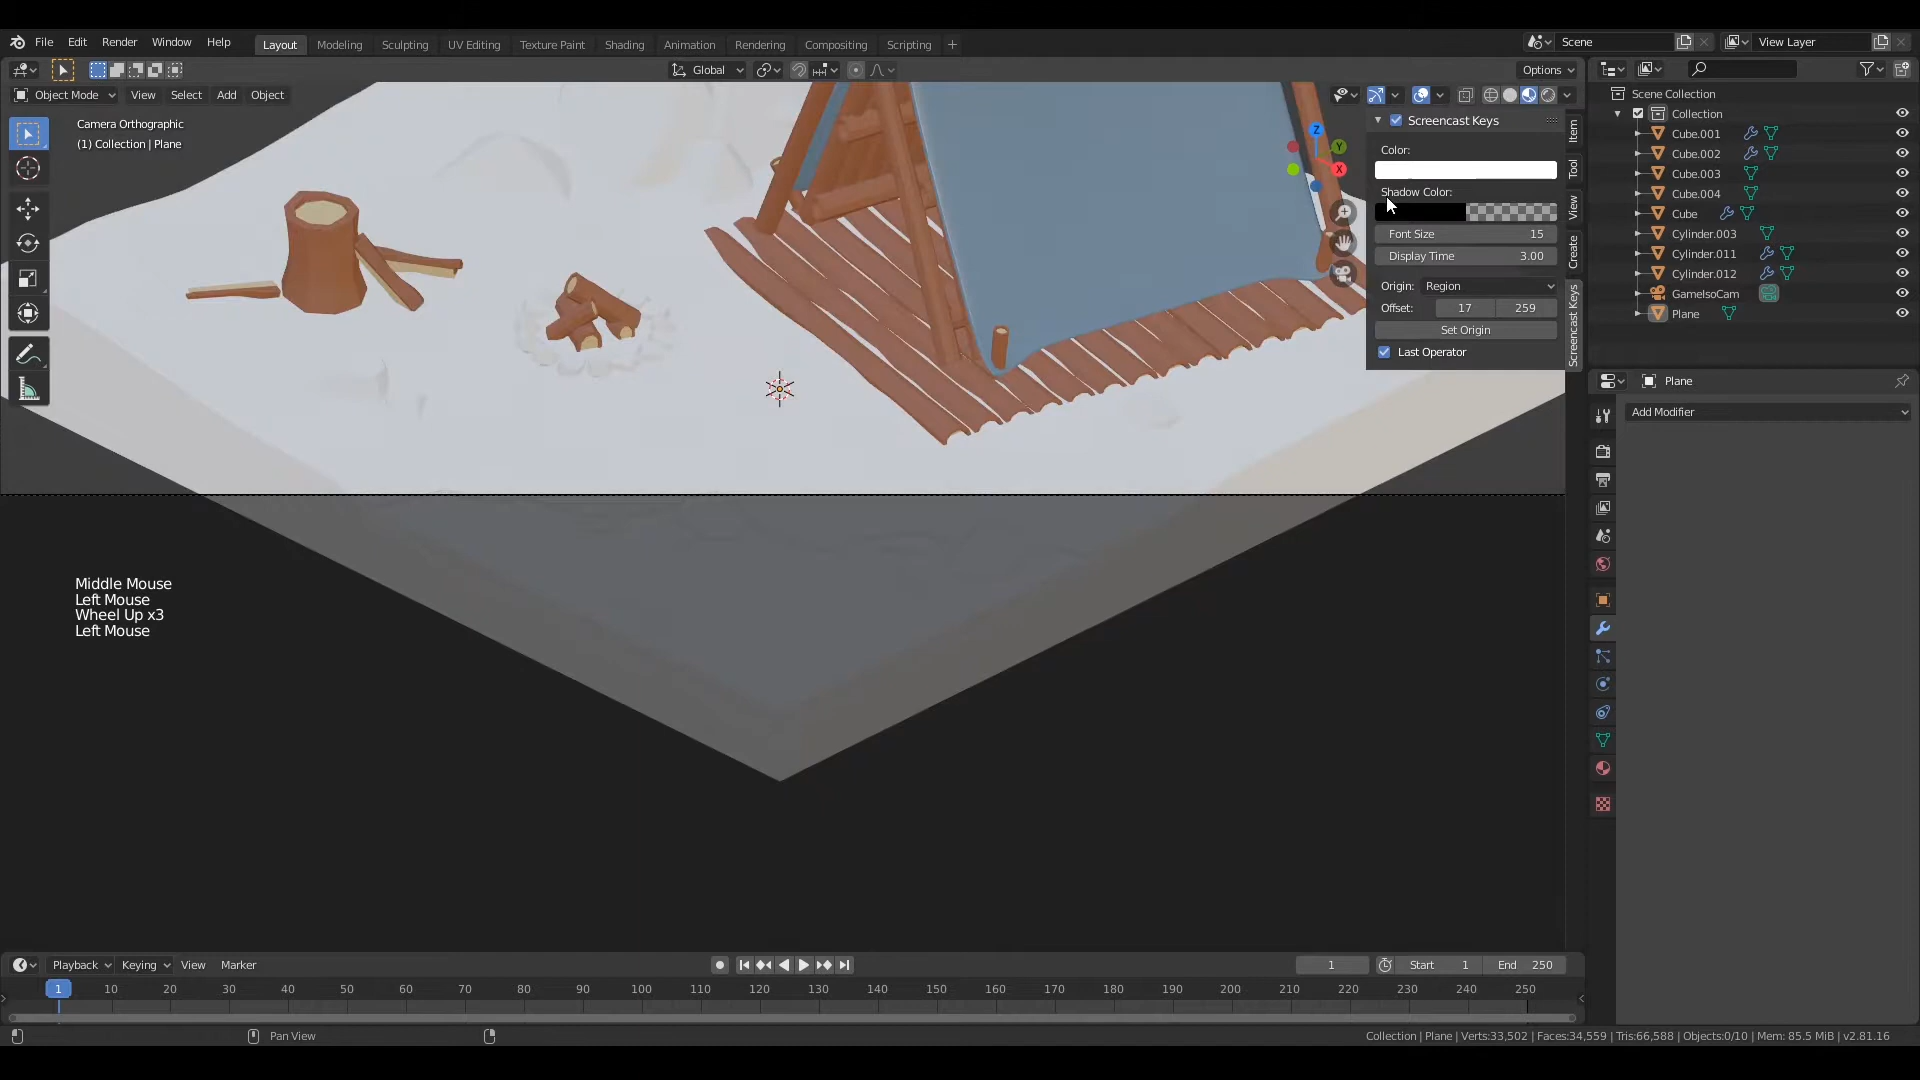 File Edit Render Window Help Layout Modeling Sculpting UV Editing Texture Paint Shading Animation Rendering Compositing Scripting + Scene View Layer
Global Options
Object Mode View Select Add Object
Camera Orthographic
(1) Collection | Plane
Z
Y
X
Screencast Keys
Color:
Shadow Color:
Font Size 15
Display Time 3.00
Origin: Region
Offset: 17 259
Set Origin
Last Operator
Item
Tool
View
Create
Screencast Keys
Scene Collection
Collection
Cube.001
Cube.002
Cube.003
Cube.004
Cube
Cylinder.003
Cylinder.011
Cylinder.012
GameIsoCam
Plane
Plane
Add Modifier
Middle Mouse
Left Mouse
Wheel Up x3
Left Mouse
Playback Keying View Marker 1 Start 1 End 250
1 10 20 30 40 50 60 70 80 90 100 110 120 130 140 150 160 170 180 190 200 210 220 230 240 250
Pan View
Collection | Plane | Verts:33,502 | Faces:34,559 | Tris:66,588 | Objects:0/10 | Mem: 85.5 MiB | v2.81.16